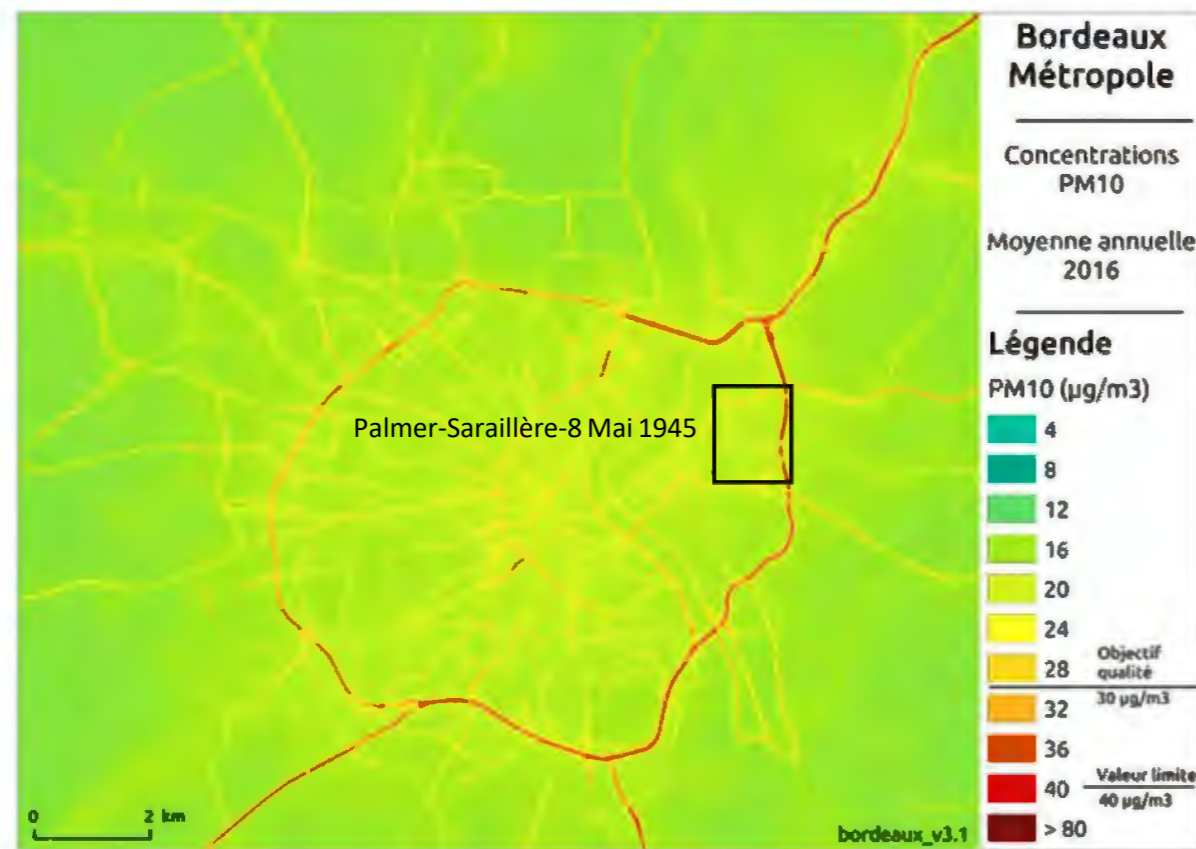 Bordeaux
Métropole
Concentrations
PM10
Moyenne annuelle
2016
Légende
PM10 (µg/m3)
4
8
12
16
20
24
28
Objectif
qualité
30 µg/m3
32
36
40
Valeur limite
40 µg/m3
> 80
Palmer-Saraillère-8 Mai 1945
0
2 km
bordeaux_v3.1